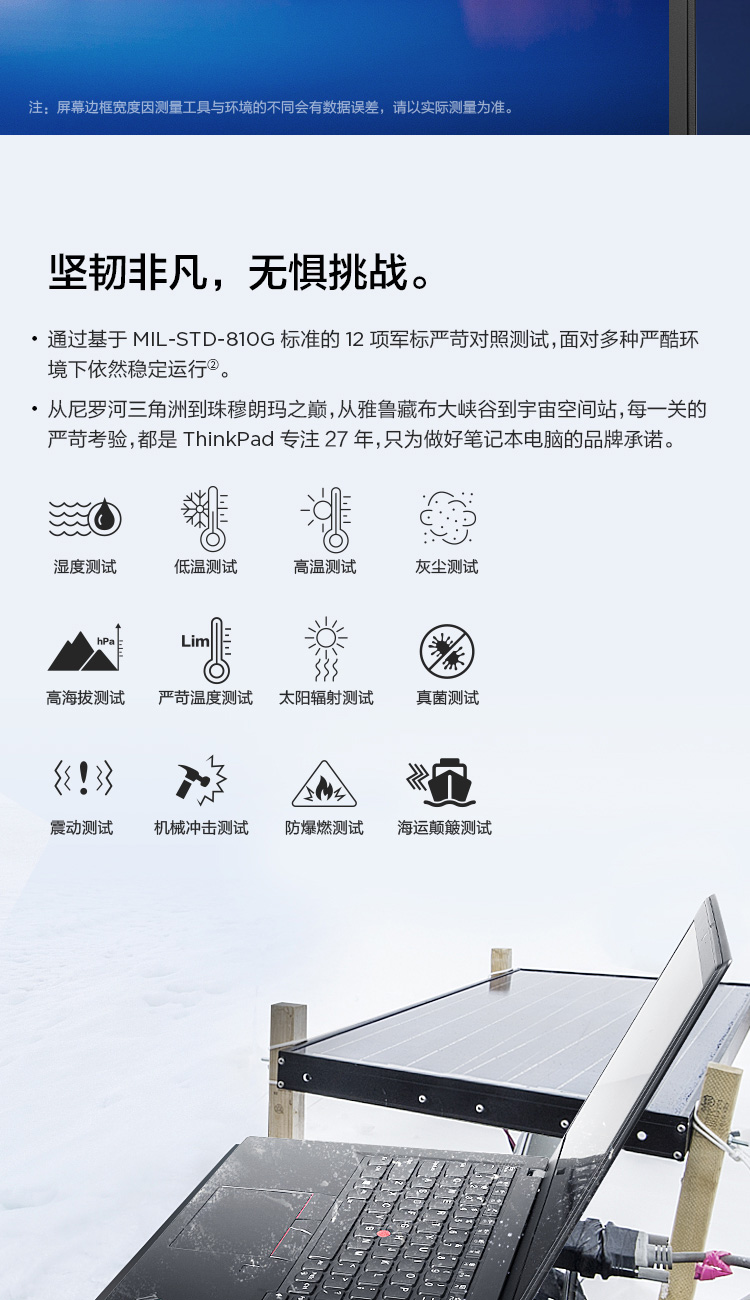 注：屏幕边框宽度因测量工具与环境的不同会有数据误差，请以实际测量为准。
坚韧非凡，无惧挑战。
• 通过基于 MIL-STD-810G 标准的 12 项军标严苛对照测试，面对多种严酷环
境下依然稳定运行②。
• 从尼罗河三角洲到珠穆朗玛之巅，从雅鲁藏布大峡谷到宇宙空间站，每一关的
严苛考验，都是 ThinkPad 专注 27 年，只为做好笔记本电脑的品牌承诺。
湿度测试 低温测试 高温测试 灰尘测试
hPa Lim
高海拔测试 严苛温度测试 太阳辐射测试 真菌测试
震动测试 机械冲击测试 防爆燃测试 海运颠簸测试